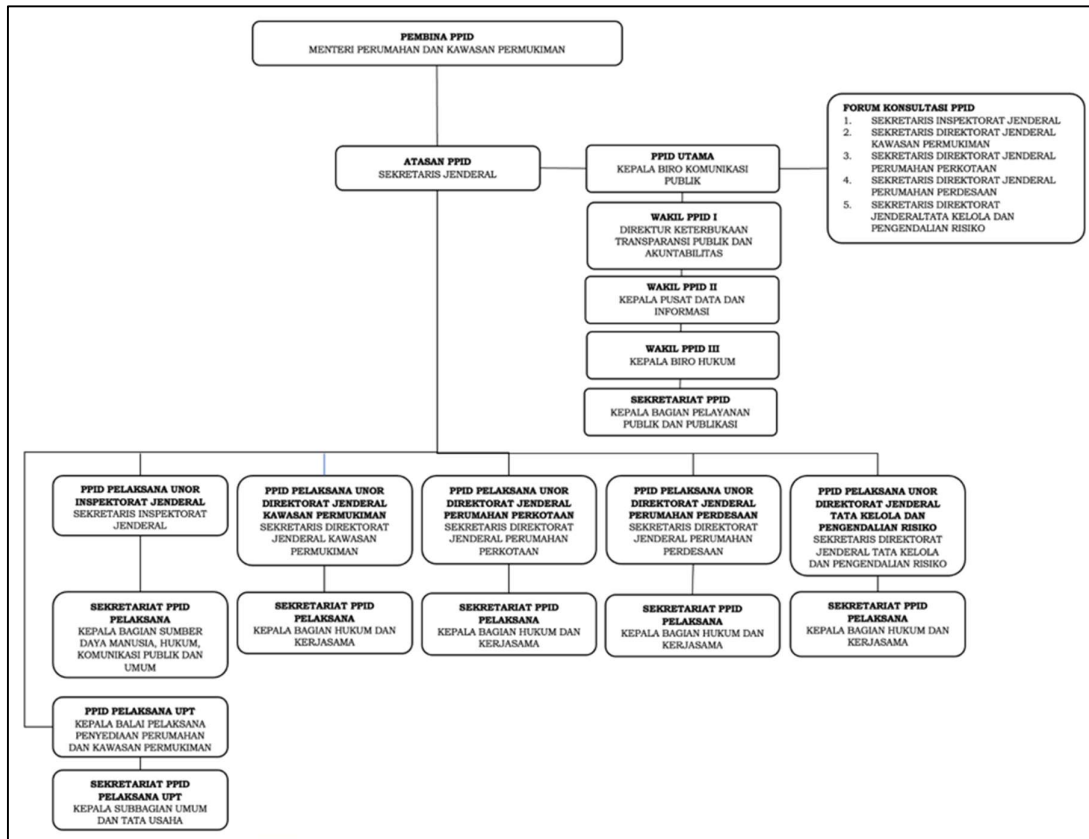 PEMBINA PPID
MENTERI PERUMAHAN DAN KAWASAN PERMUKIMAN
FORUM KONSULTASI PPID
1. SEKRETARIS INSPEKTORAT JENDERAL
2. SEKRETARIS DIREKTORAT JENDERAL
KAWASAN PERMUKIMAN
3. SEKRETARIS DIREKTORAT JENDERAL
PERUMAHAN PERKOTAAN
4. SEKRETARIS DIREKTORAT JENDERAL
PERUMAHAN PERDESAAN
5. SEKRETARIS DIREKTORAT
JENDERALTATA KELOLA DAN
PENGENDALIAN RISIKO
ATASAN PPID
SEKRETARIS JENDERAL
PPID UTAMA
KEPALA BIRO KOMUNIKASI
PUBLIK
WAKIL PPID I
DIREKTUR KETERBUKAAN
TRANSPARANSI PUBLIK DAN
AKUNTABILITAS
WAKIL PPID II
KEPALA PUSAT DATA DAN
INFORMASI
WAKIL PPID III
KEPALA BIRO HUKUM
SEKRETARIAT PPID
KEPALA BAGIAN PELAYANAN
PUBLIK DAN PUBLIKASI
PPID PELAKSANA UNOR
INSPEKTORAT JENDERAL
SEKRETARIS INSPEKTORAT
JENDERAL
PPID PELAKSANA UNOR
DIREKTORAT JENDERAL
KAWASAN PERMUKIMAN
SEKRETARIS DIREKTORAT
JENDERAL KAWASAN
PERMUKIMAN
PPID PELAKSANA UNOR
DIREKTORAT JENDERAL
PERUMAHAN PERKOTAAN
SEKRETARIS DIREKTORAT
JENDERAL PERUMAHAN
PERKOTAAN
PPID PELAKSANA UNOR
DIREKTORAT JENDERAL
PERUMAHAN PERDESAAN
SEKRETARIS DIREKTORAT
JENDERAL PERUMAHAN
PERDESAAN
PPID PELAKSANA UNOR
DIREKTORAT JENDERAL
TATA KELOLA DAN
PENGENDALIAN RISIKO
SEKRETARIS DIREKTORAT
JENDERAL TATA KELOLA
DAN PENGENDALIAN RISIKO
SEKRETARIAT PPID
PELAKSANA
KEPALA BAGIAN SUMBER
DAYA MANUSIA, HUKUM,
KOMUNIKASI PUBLIK DAN
UMUM
SEKRETARIAT PPID
PELAKSANA
KEPALA BAGIAN HUKUM DAN
KERJASAMA
SEKRETARIAT PPID
PELAKSANA
KEPALA BAGIAN HUKUM DAN
KERJASAMA
SEKRETARIAT PPID
PELAKSANA
KEPALA BAGIAN HUKUM DAN
KERJASAMA
SEKRETARIAT PPID
PELAKSANA
KEPALA BAGIAN HUKUM DAN
KERJASAMA
PPID PELAKSANA UPT
KEPALA BALAI PELAKSANA
PENYEDIAAN PERUMAHAN
DAN KAWASAN PERMUKIMAN
SEKRETARIAT PPID
PELAKSANA UPT
KEPALA SUBBAGIAN UMUM
DAN TATA USAHA